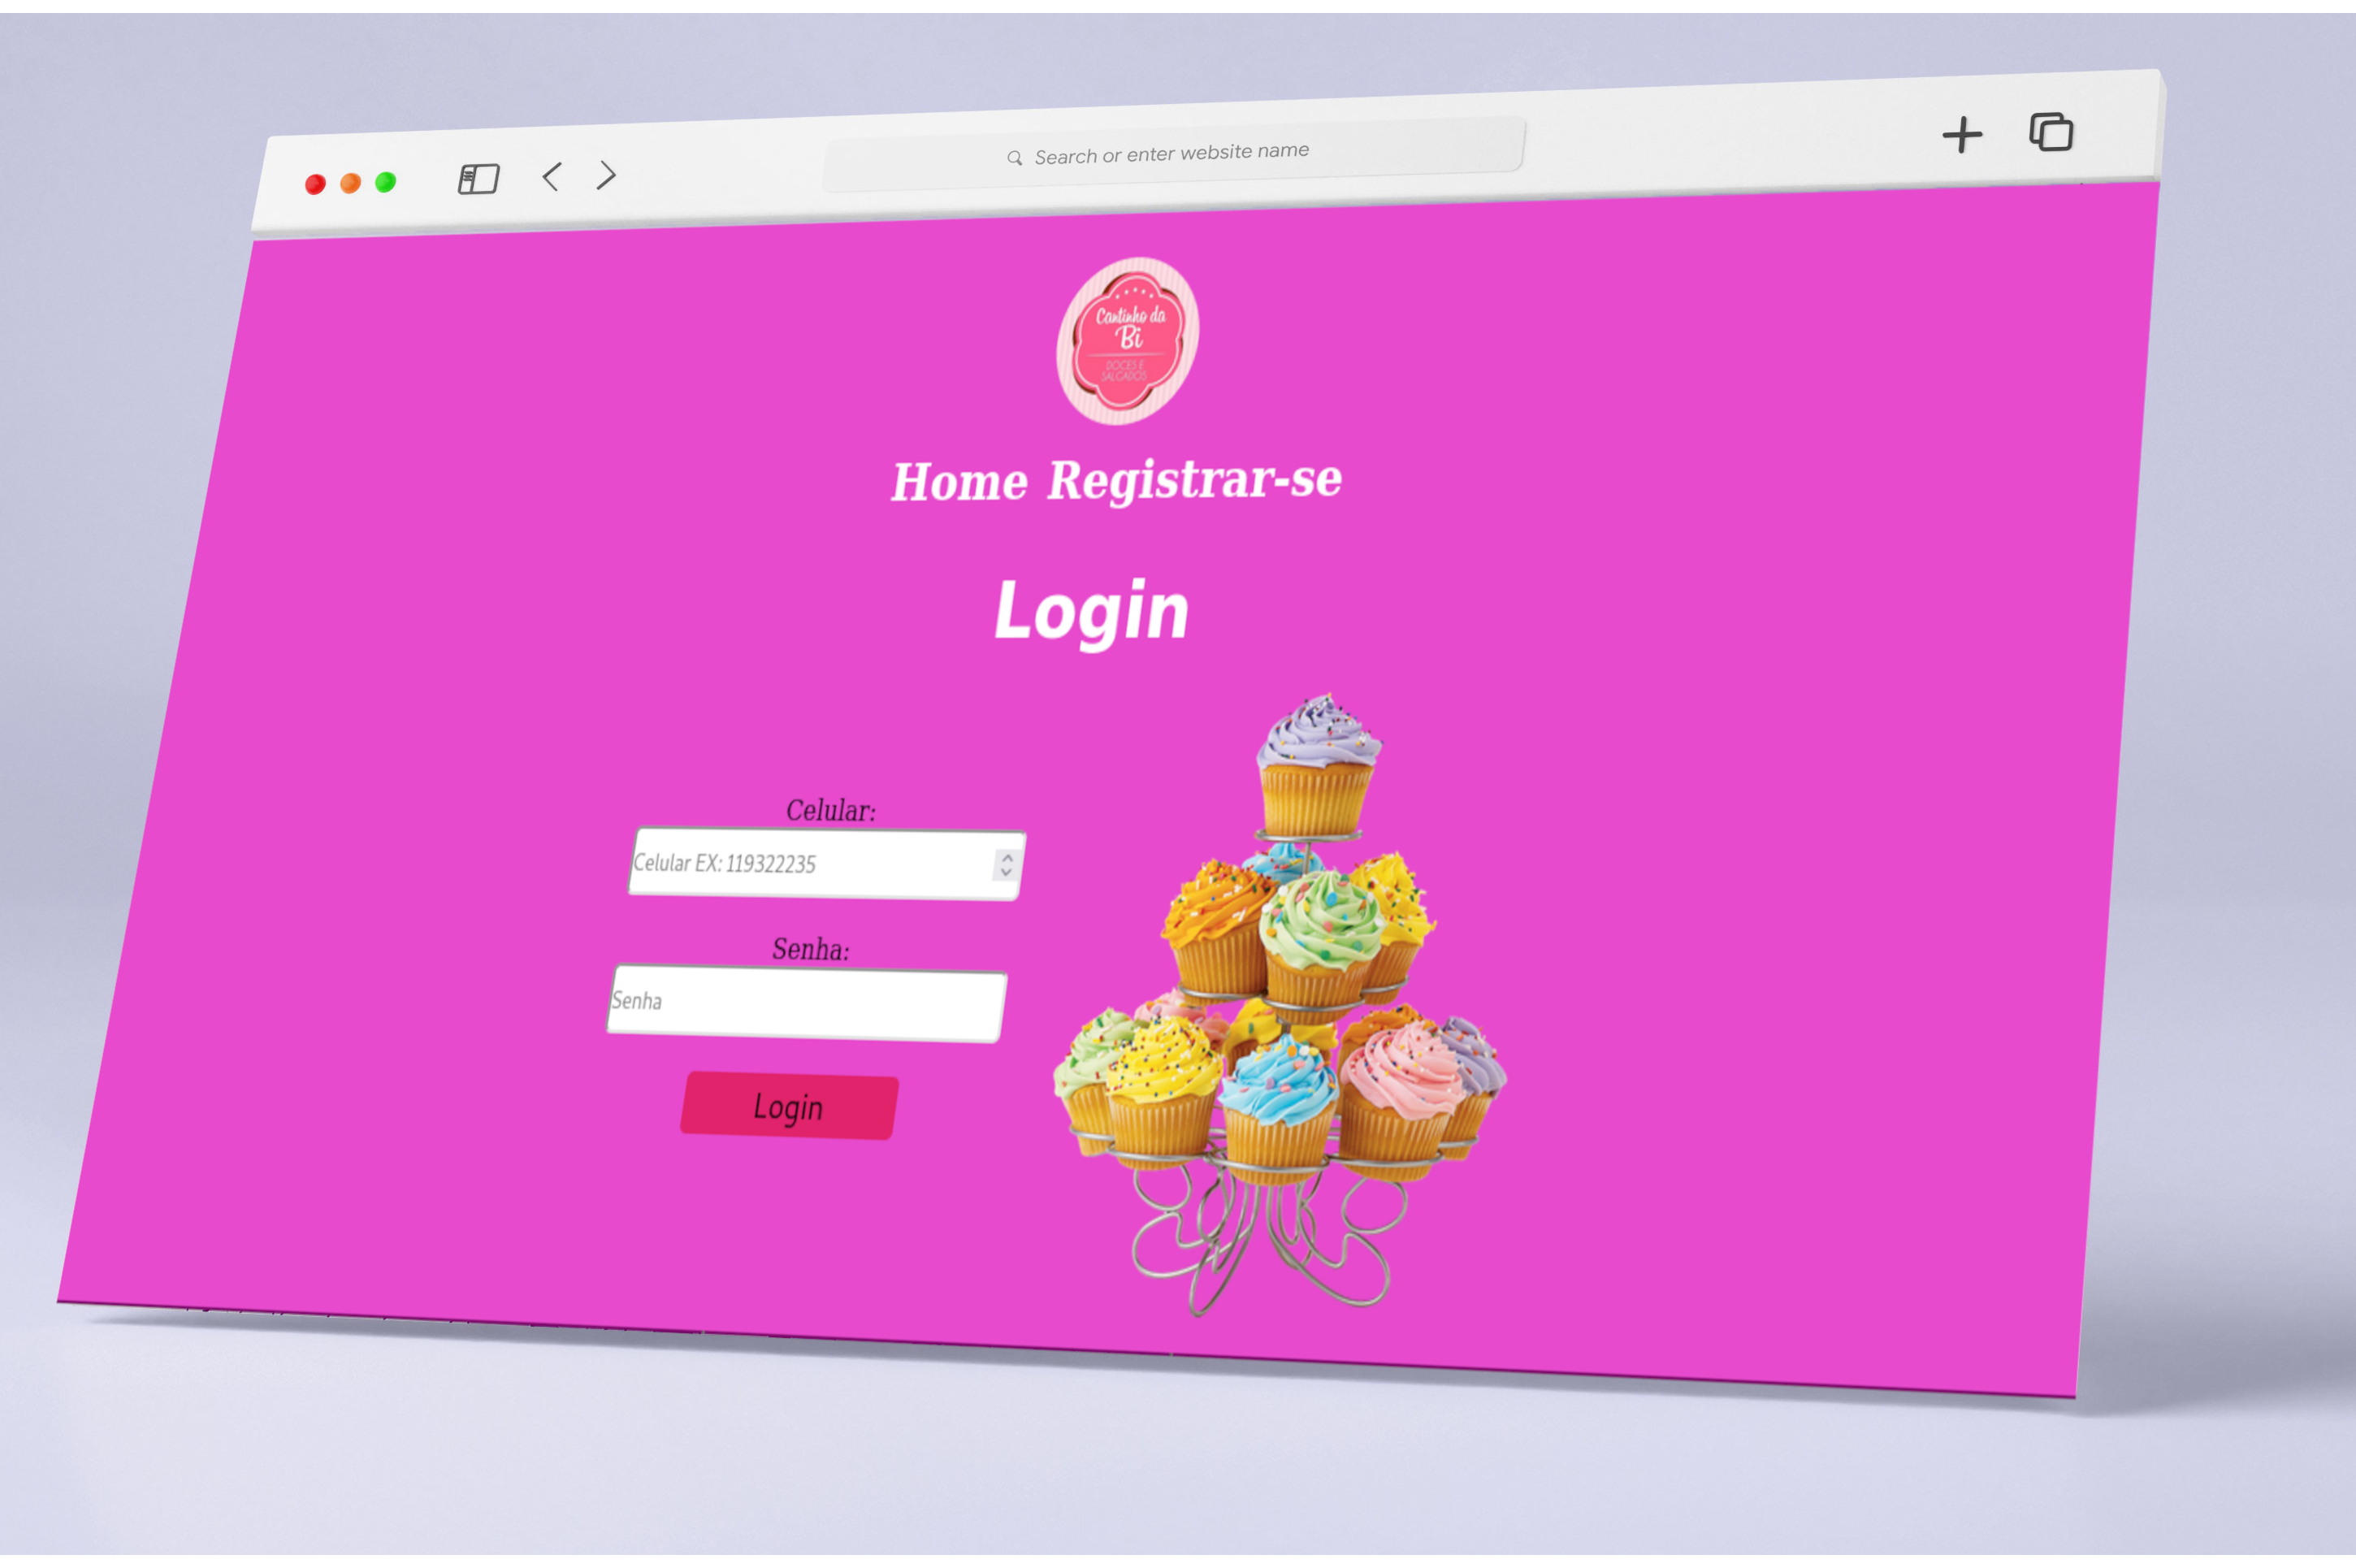 Search or enter website name
Cantinho da
Bi
DOCES E
SALGADOS
Home Registrar-se
Login
Celular:
Celular EX: 119322235
Senha:
Senha
Login